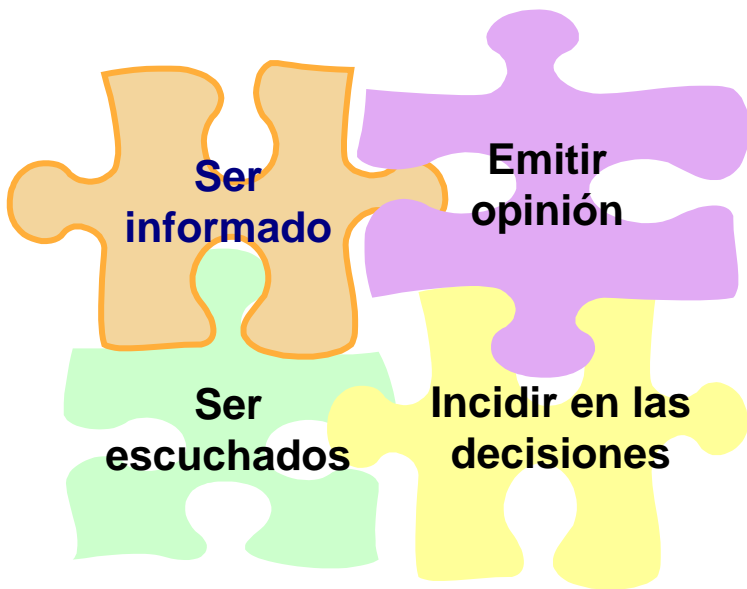 Ser
informado
Emitir
opinión
Ser
escuchados
Incidir en las
decisiones